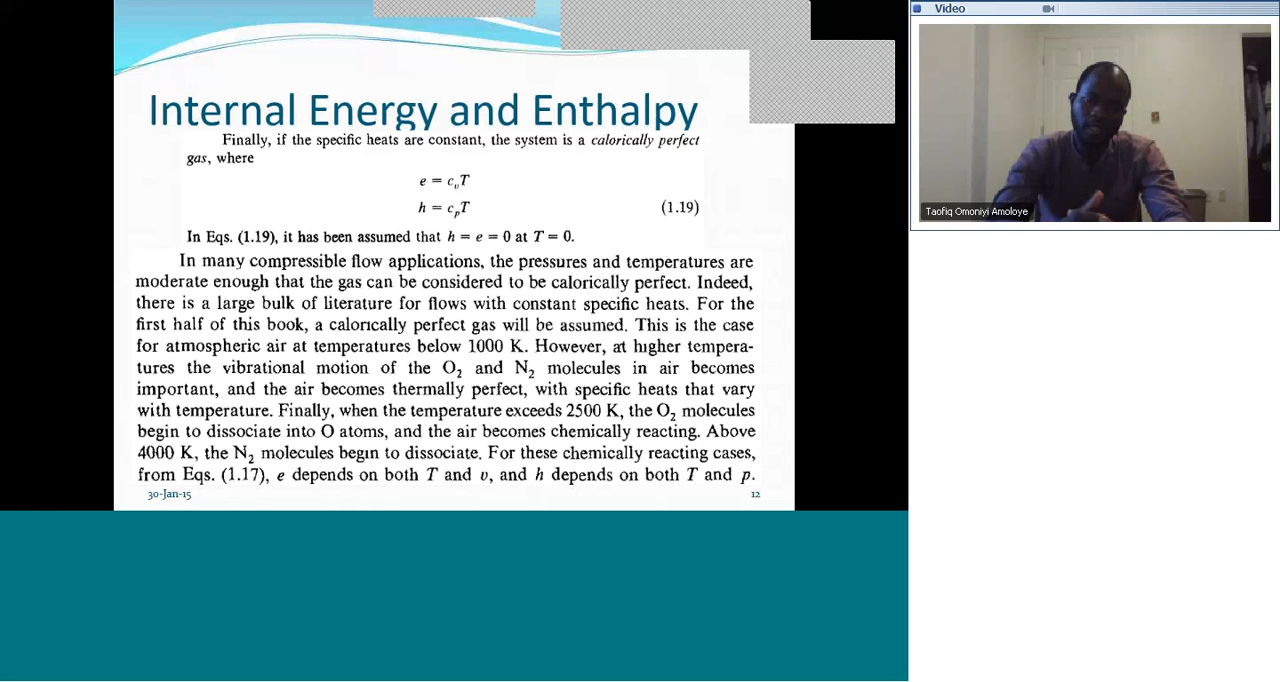 Internal Energy and Enthalpy
Finally, if the specific heats are constant, the system is a calorically perfect
gas, where
e = cᵥT
h = cₚT (1.19)
In Eqs. (1.19), it has been assumed that h = e = 0 at T = 0.
In many compressible flow applications, the pressures and temperatures are
moderate enough that the gas can be considered to be calorically perfect. Indeed,
there is a large bulk of literature for flows with constant specific heats. For the
first half of this book, a calorically perfect gas will be assumed. This is the case
for atmospheric air at temperatures below 1000 K. However, at higher tempera-
tures the vibrational motion of the O₂ and N₂ molecules in air becomes
important, and the air becomes thermally perfect, with specific heats that vary
with temperature. Finally, when the temperature exceeds 2500 K, the O₂ molecules
begin to dissociate into O atoms, and the air becomes chemically reacting. Above
4000 K, the N₂ molecules begin to dissociate. For these chemically reacting cases,
from Eqs. (1.17), e depends on both T and v, and h depends on both T and p.
30-Jan-15 12
Video
Taofiq Omoniyi Amoloye